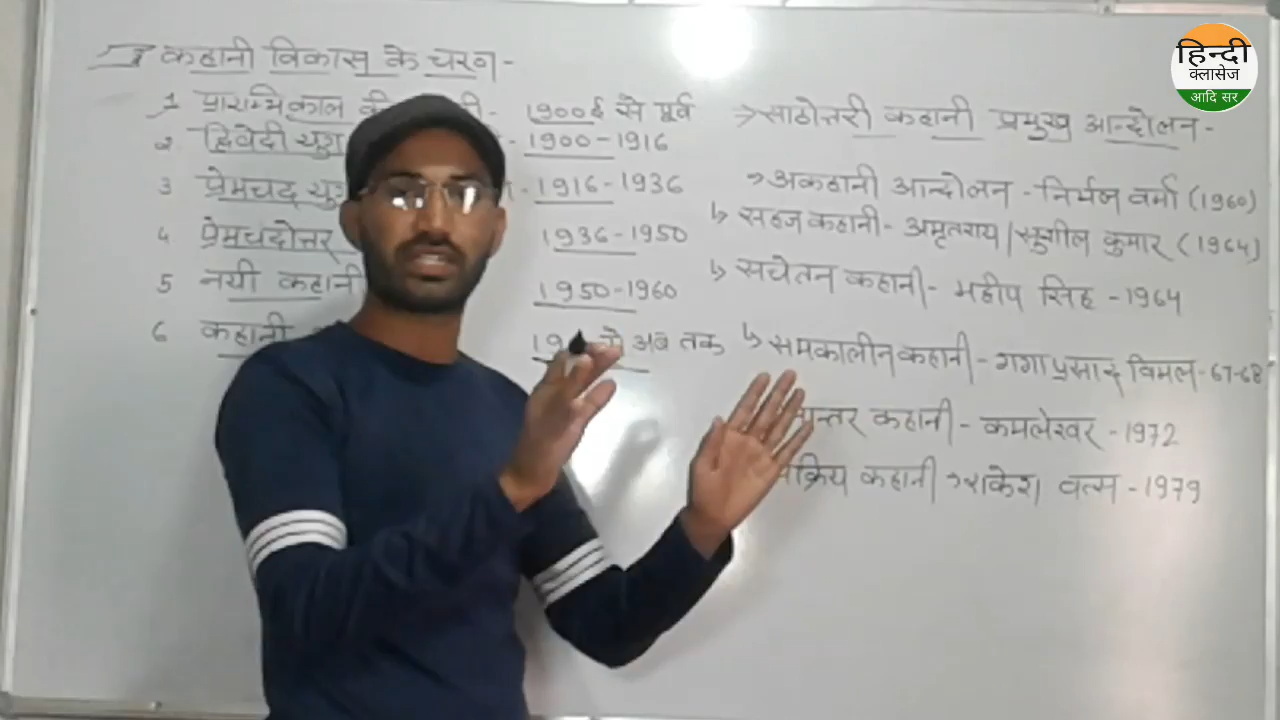 कहानी विकास के चरण-
1 प्रारम्भिकाल की - 1900ई से पूर्व
2 द्विवेदी युग - 1900-1916
3 प्रेमचंद युग - 1916-1936
4 प्रेमचंदोत्तर 1936-1950
5 नयी कहानी 1950-1960
6 कहानी से अब तक
→साठोत्तरी कहानी प्रमुख आन्दोलन-
→अकहानी आन्दोलन - निर्मल वर्मा (1960)
↳ सहज कहानी- अमृतराय/सुशील कुमार (1964)
↳ सचेतन कहानी- महीप सिंह -1964
↳ समकालीन कहानी - गंगा प्रसाद विमल-67-68
कहानी - कमलेश्वर -1972
कहानी →राकेश वत्स -1979
हिन्दी
क्लासेज
आदि सर